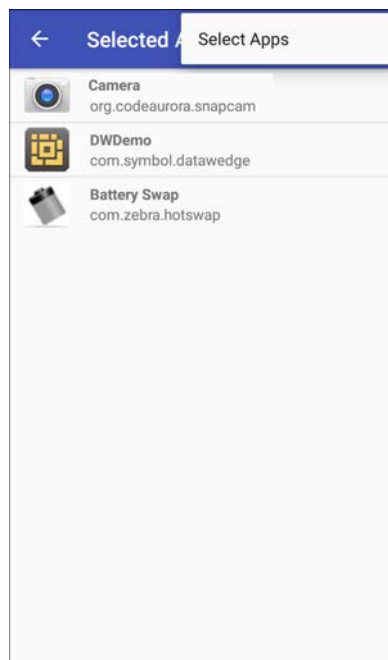 Selected A
Select Apps
Camera
org.codeaurora.snapcam
DWDemo
com.symbol.datawedge
Battery Swap
com.zebra.hotswap